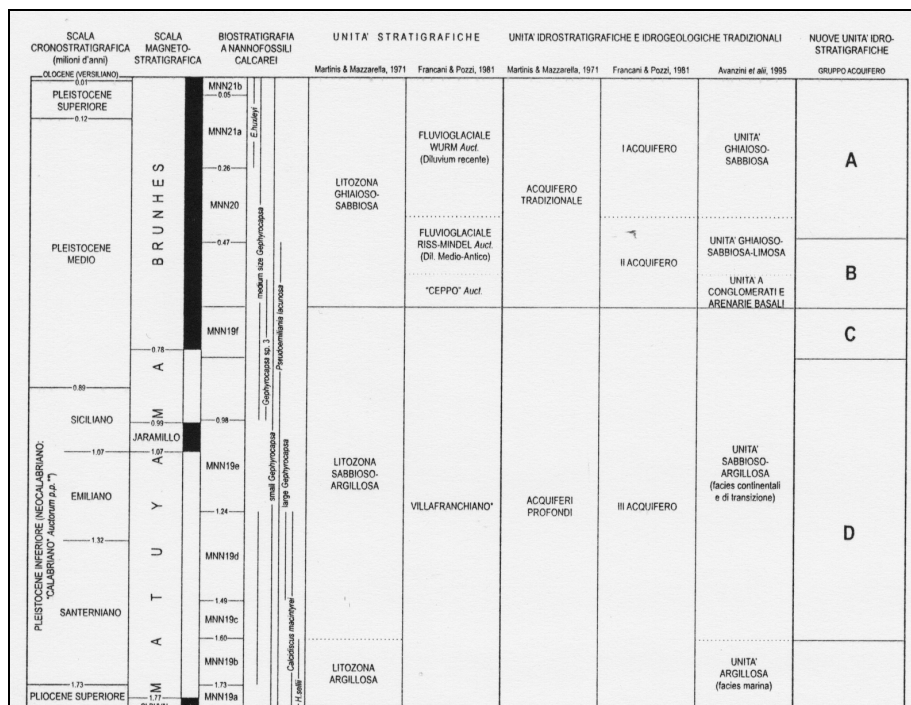 SCALA
CRONOSTRATIGRAFICA
(milioni d'anni)
SCALA
MAGNETO-
STRATIGRAFICA
BIOSTRATIGRAFIA
A NANNOFOSSILI
CALCAREI
UNITA' STRATIGRAFICHE
Martinis & Mazzarella, 1971
Francani & Pozzi, 1981
UNITA' IDROSTRATIGRAFICHE E IDROGEOLOGICHE TRADIZIONALI
Martinis & Mazzarella, 1971
Francani & Pozzi, 1981
Avanzini et alii, 1995
NUOVE UNITA' IDRO-
STRATIGRAFICHE
GRUPPO ACQUIFERO
OLOCENE (VERSILIANO)
0.01
PLEISTOCENE
SUPERIORE
0.12
PLEISTOCENE
MEDIO
0.89
SICILIANO
1.07
EMILIANO
1.32
SANTERNIANO
1.73
PLIOCENE SUPERIORE
PLEISTOCENE INFERIORE (NEOCALABRIANO:
"CALABRIANO" Auctorum p.p. **)
BRUNHES
0.78
MATUYAMA
0.99
JARAMILLO
1.07
1.77
M
MNN21b
0.05
MNN21a
0.26
MNN20
0.47
MNN19f
0.98
MNN19e
1.24
MNN19d
1.49
MNN19c
1.60
MNN19b
1.73
MNN19a
E.huxleyi
medium size Gephyrocapsa
Gephyrocapsa sp. 3
Pseudoemiliania lacunosa
small Gephyrocapsa
large Gephyrocapsa
Calcidiscus macintyrei
H.sellii
LITOZONA
GHIAIOSO-
SABBIOSA
LITOZONA
SABBIOSO-
ARGILLOSA
LITOZONA
ARGILLOSA
FLUVIOGLACIALE
WURM Auct.
(Diluvium recente)
FLUVIOGLACIALE
RISS-MINDEL Auct.
(Dil. Medio-Antico)
"CEPPO" Auct.
VILLAFRANCHIANO*
ACQUIFERO
TRADIZIONALE
ACQUIFERI
PROFONDI
I ACQUIFERO
II ACQUIFERO
III ACQUIFERO
UNITA'
GHIAIOSO-
SABBIOSA
UNITA' GHIAIOSO-
SABBIOSA-LIMOSA
UNITA' A
CONGLOMERATI E
ARENARIE BASALI
UNITA'
SABBIOSO-
ARGILLOSA
(facies continentali
e di transizione)
UNITA'
ARGILLOSA
(facies marina)
A
B
C
D